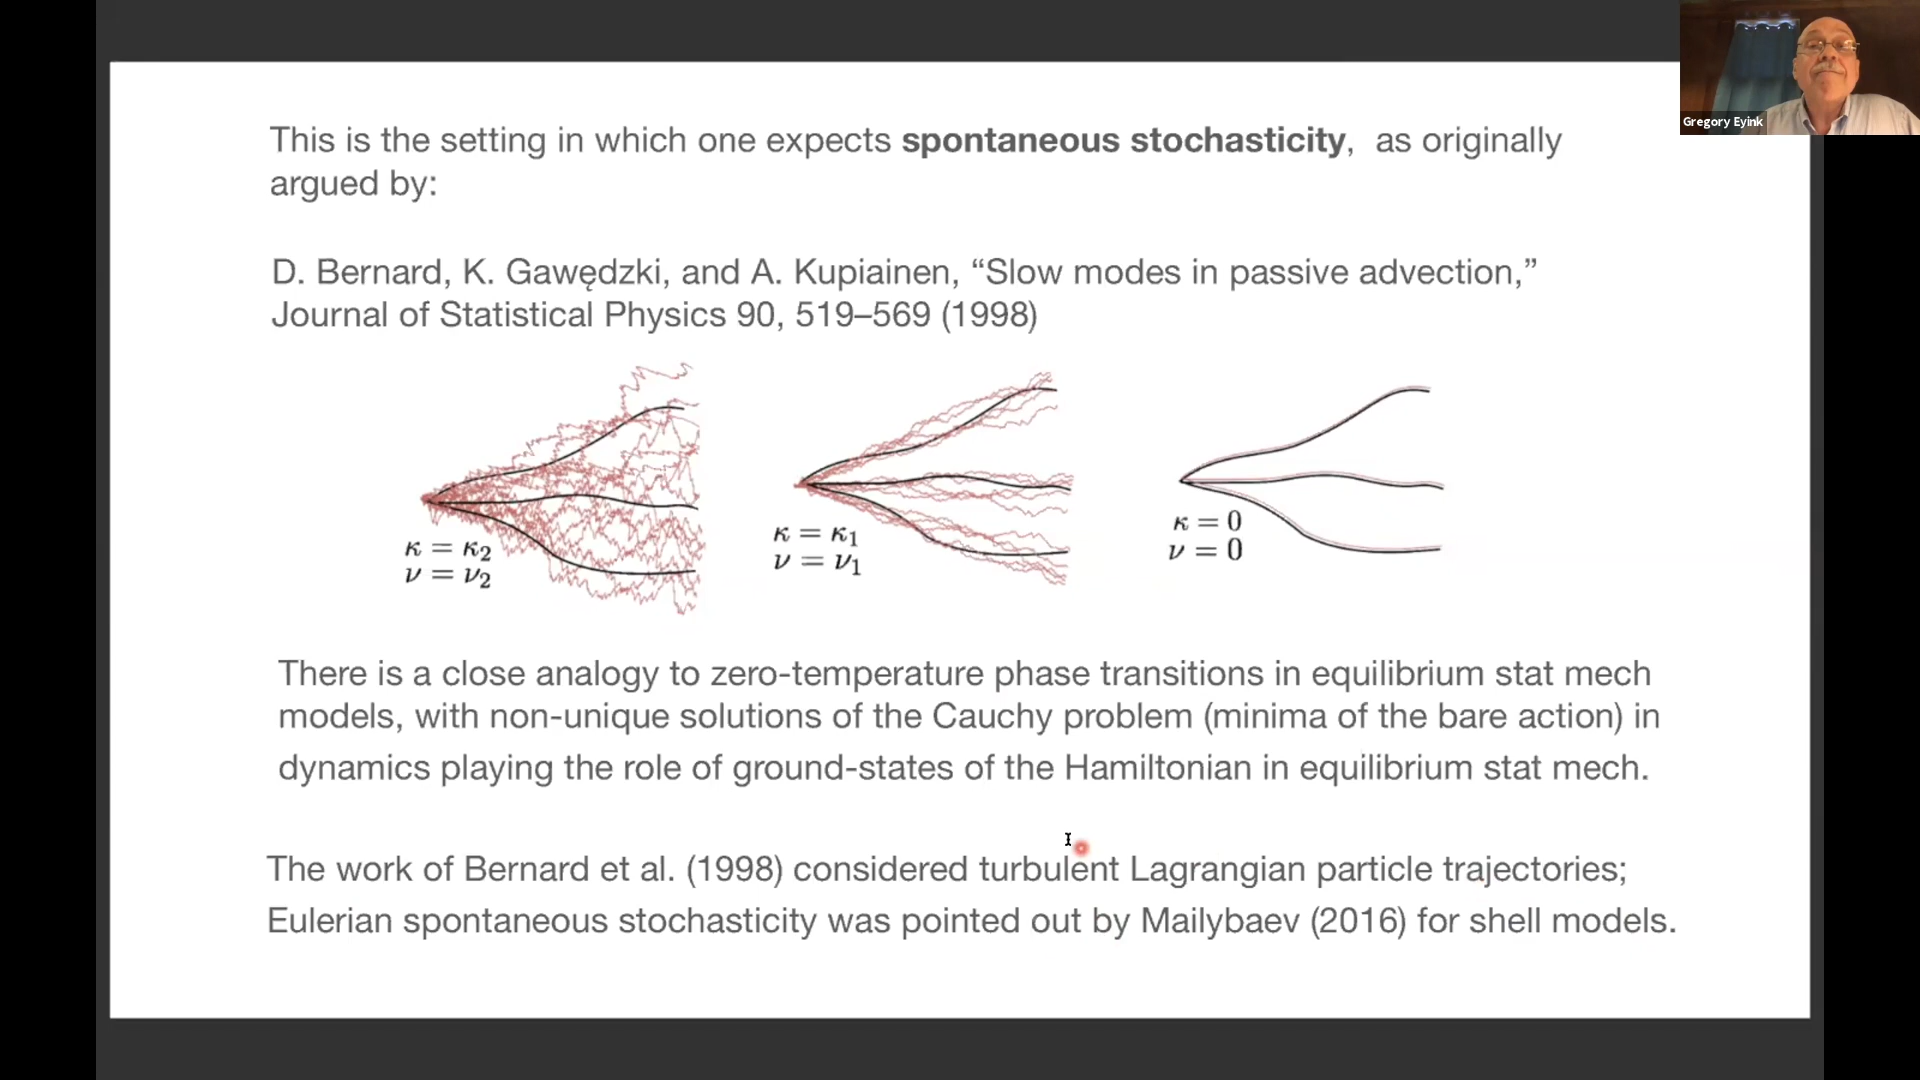 Gregory Eyink
This is the setting in which one expects spontaneous stochasticity, as originally
argued by:
D. Bernard, K. Gawędzki, and A. Kupiainen, “Slow modes in passive advection,”
Journal of Statistical Physics 90, 519–569 (1998)
κ = κ₂
ν = ν₂
κ = κ₁
ν = ν₁
κ = 0
ν = 0
There is a close analogy to zero-temperature phase transitions in equilibrium stat mech
models, with non-unique solutions of the Cauchy problem (minima of the bare action) in
dynamics playing the role of ground-states of the Hamiltonian in equilibrium stat mech.
The work of Bernard et al. (1998) considered turbulent Lagrangian particle trajectories;
Eulerian spontaneous stochasticity was pointed out by Mailybaev (2016) for shell models.